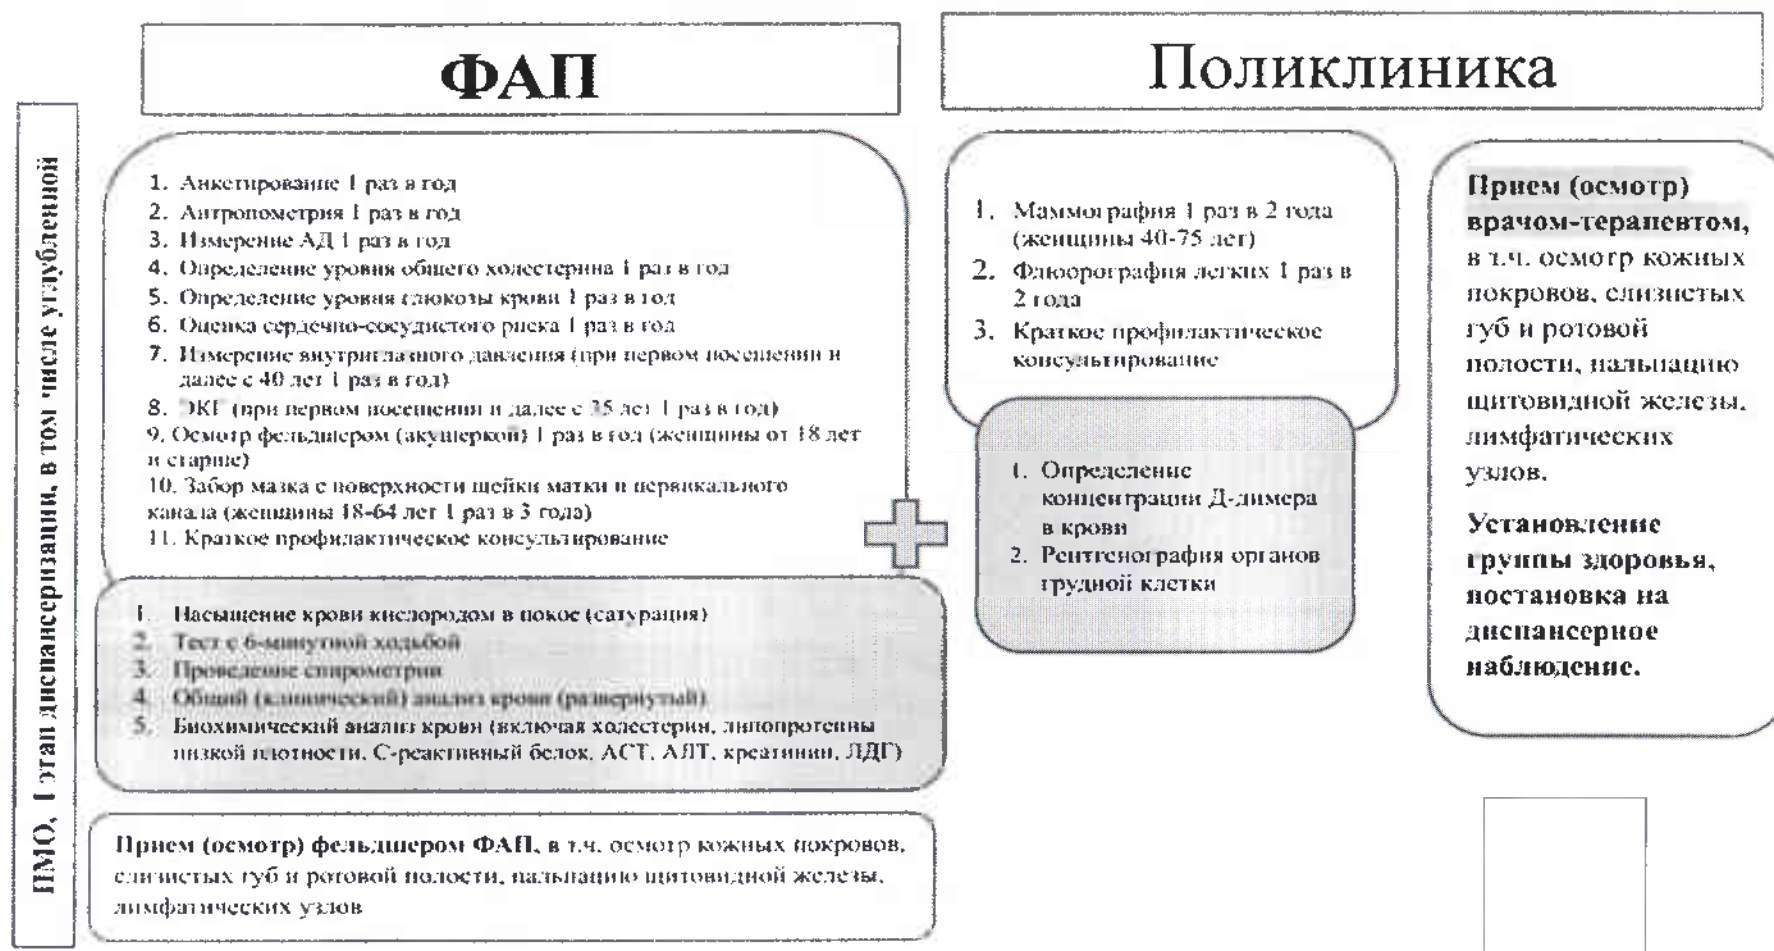 ФАП
Поликлиника
ПМО, 1 этап диспансеризации, в том числе углубленной
1. Анкетирование 1 раз в год
2. Антропометрия 1 раз в год
3. Измерение АД 1 раз в год
4. Определение уровня общего холестерина 1 раз в год
5. Определение уровня глюкозы крови 1 раз в год
6. Оценка сердечно-сосудистого риска 1 раз в год
7. Измерение внутриглазного давления (при первом посещении и
далее с 40 лет 1 раз в год)
8. ЭКГ (при первом посещении и далее с 35 лет 1 раз в год)
9. Осмотр фельдшером (акушеркой) 1 раз в год (женщины от 18 лет
и старше)
10. Забор мазка с поверхности шейки матки и цервикального
канала (женщины 18-64 лет 1 раз в 3 года)
11. Краткое профилактическое консультирование
1. Насыщение крови кислородом в покое (сатурация)
2. Тест с 6-минутной ходьбой
3. Проведение спирометрии
4. Общий (клинический) анализ крови (развернутый)
5. Биохимический анализ крови (включая холестерин, липопротеины
низкой плотности, С-реактивный белок, АСТ, АЛТ, креатинин, ЛДГ)
Прием (осмотр) фельдшером ФАП, в т.ч. осмотр кожных покровов,
слизистых губ и ротовой полости, пальпацию щитовидной железы,
лимфатических узлов
1. Маммография 1 раз в 2 года
(женщины 40-75 лет)
2. Флюорография легких 1 раз в
2 года
3. Краткое профилактическое
консультирование
1. Определение
концентрации Д-димера
в крови
2. Рентгенография органов
грудной клетки
Прием (осмотр)
врачом-терапевтом,
в т.ч. осмотр кожных
покровов, слизистых
губ и ротовой
полости, пальпацию
щитовидной железы,
лимфатических
узлов.
Установление
группы здоровья,
постановка на
диспансерное
наблюдение.